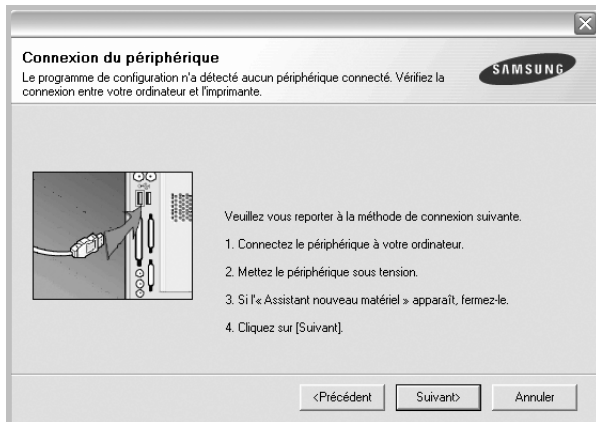 Connexion du périphérique
Le programme de configuration n'a détecté aucun périphérique connecté. Vérifiez la
connexion entre votre ordinateur et l'imprimante.
SAMSUNG
Veuillez vous reporter à la méthode de connexion suivante.
1. Connectez le périphérique à votre ordinateur.
2. Mettez le périphérique sous tension.
3. Si l'« Assistant nouveau matériel » apparaît, fermez-le.
4. Cliquez sur [Suivant].
<Précédent
Suivant>
Annuler